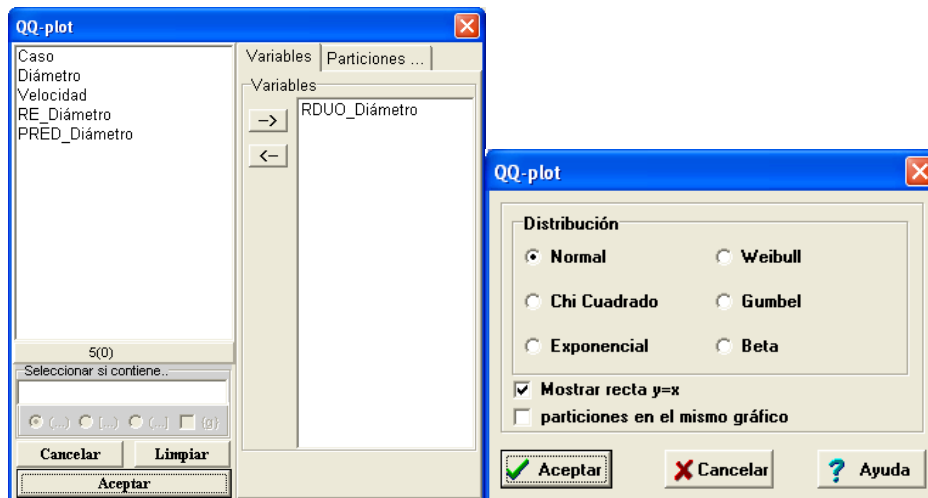 QQ-plot
Caso
Diámetro
Velocidad
RE_Diámetro
PRED_Diámetro
5(0)
Seleccionar si contiene..
(...) [...) (...] {g}
Cancelar Limpiar
Aceptar
Variables Particiones ...
Variables
-->
<--
RDUO_Diámetro
QQ-plot
Distribución
Normal Weibull
Chi Cuadrado Gumbel
Exponencial Beta
Mostrar recta y=x
particiones en el mismo gráfico
Aceptar Cancelar ? Ayuda